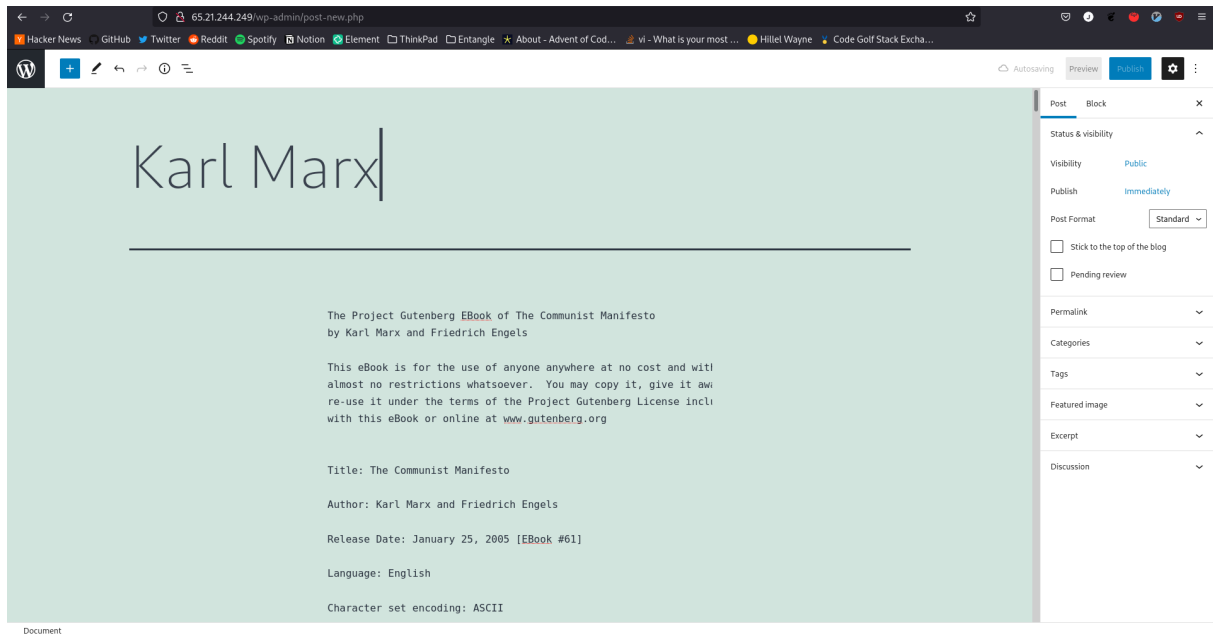 65.21.244.249/wp-admin/post-new.php
Hacker News GitHub Twitter Reddit Spotify Notion Element ThinkPad Entangle About - Advent of Cod... vi - What is your most ... Hillel Wayne Code Golf Stack Excha...
Autosaving Preview Publish
Karl Marx
The Project Gutenberg EBook of The Communist Manifesto
by Karl Marx and Friedrich Engels
This eBook is for the use of anyone anywhere at no cost and with
almost no restrictions whatsoever. You may copy it, give it awa
re-use it under the terms of the Project Gutenberg License inclu
with this eBook or online at www.gutenberg.org
Title: The Communist Manifesto
Author: Karl Marx and Friedrich Engels
Release Date: January 25, 2005 [EBook #61]
Language: English
Character set encoding: ASCII
Post Block
Status & visibility
Visibility Public
Publish Immediately
Post Format Standard
Stick to the top of the blog
Pending review
Permalink
Categories
Tags
Featured image
Excerpt
Discussion
Document